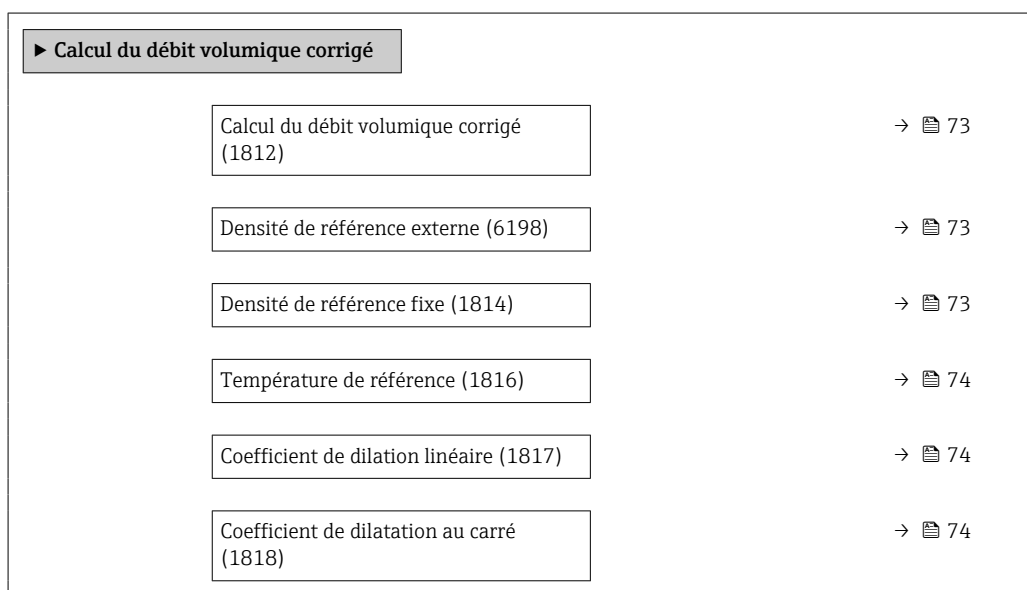 ▶ Calcul du débit volumique corrigé
Calcul du débit volumique corrigé → 73
(1812)
Densité de référence externe (6198) → 73
Densité de référence fixe (1814) → 73
Température de référence (1816) → 74
Coefficient de dilation linéaire (1817) → 74
Coefficient de dilatation au carré → 74
(1818)